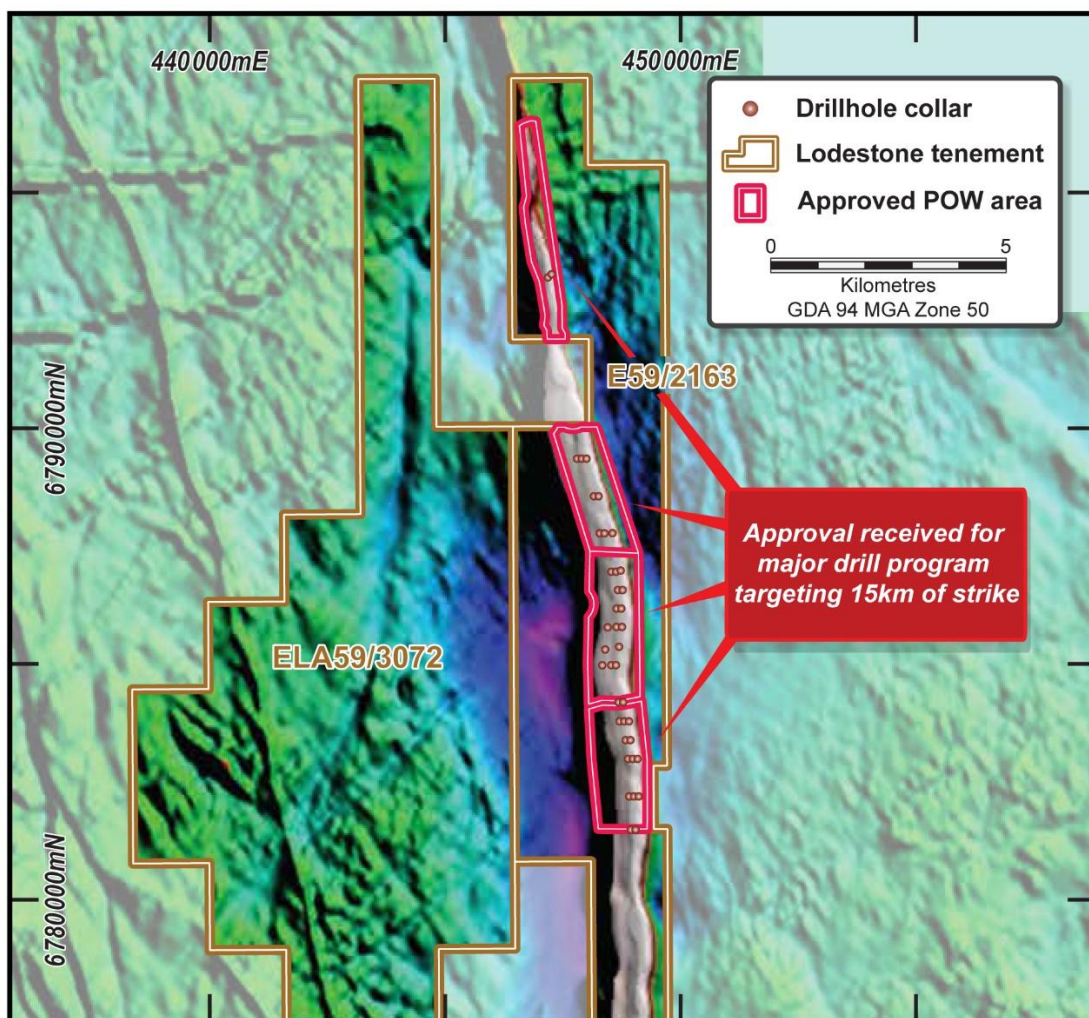 440000mE
450000mE
Drillhole collar
Lodestone tenement
Approved POW area
0
5
Kilometres
GDA 94 MGA Zone 50
E59/2163
6790000mN
Approval received for
major drill program
targeting 15km of strike
ELA59/3072
6780000mN